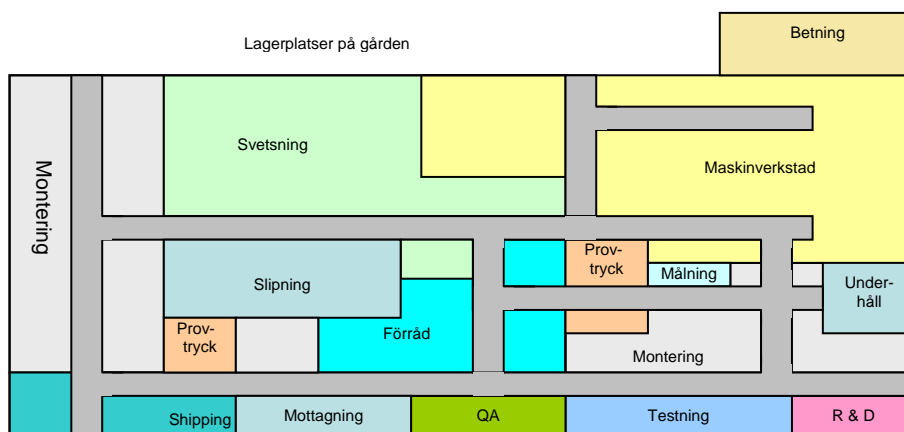 Betning
Lagerplatser på gården
Svetsning
Maskinverkstad
Montering
Prov-
tryck
Målning
Slipning
Under-
håll
Prov-
tryck
Förråd
Montering
Shipping
Mottagning
QA
Testning
R & D